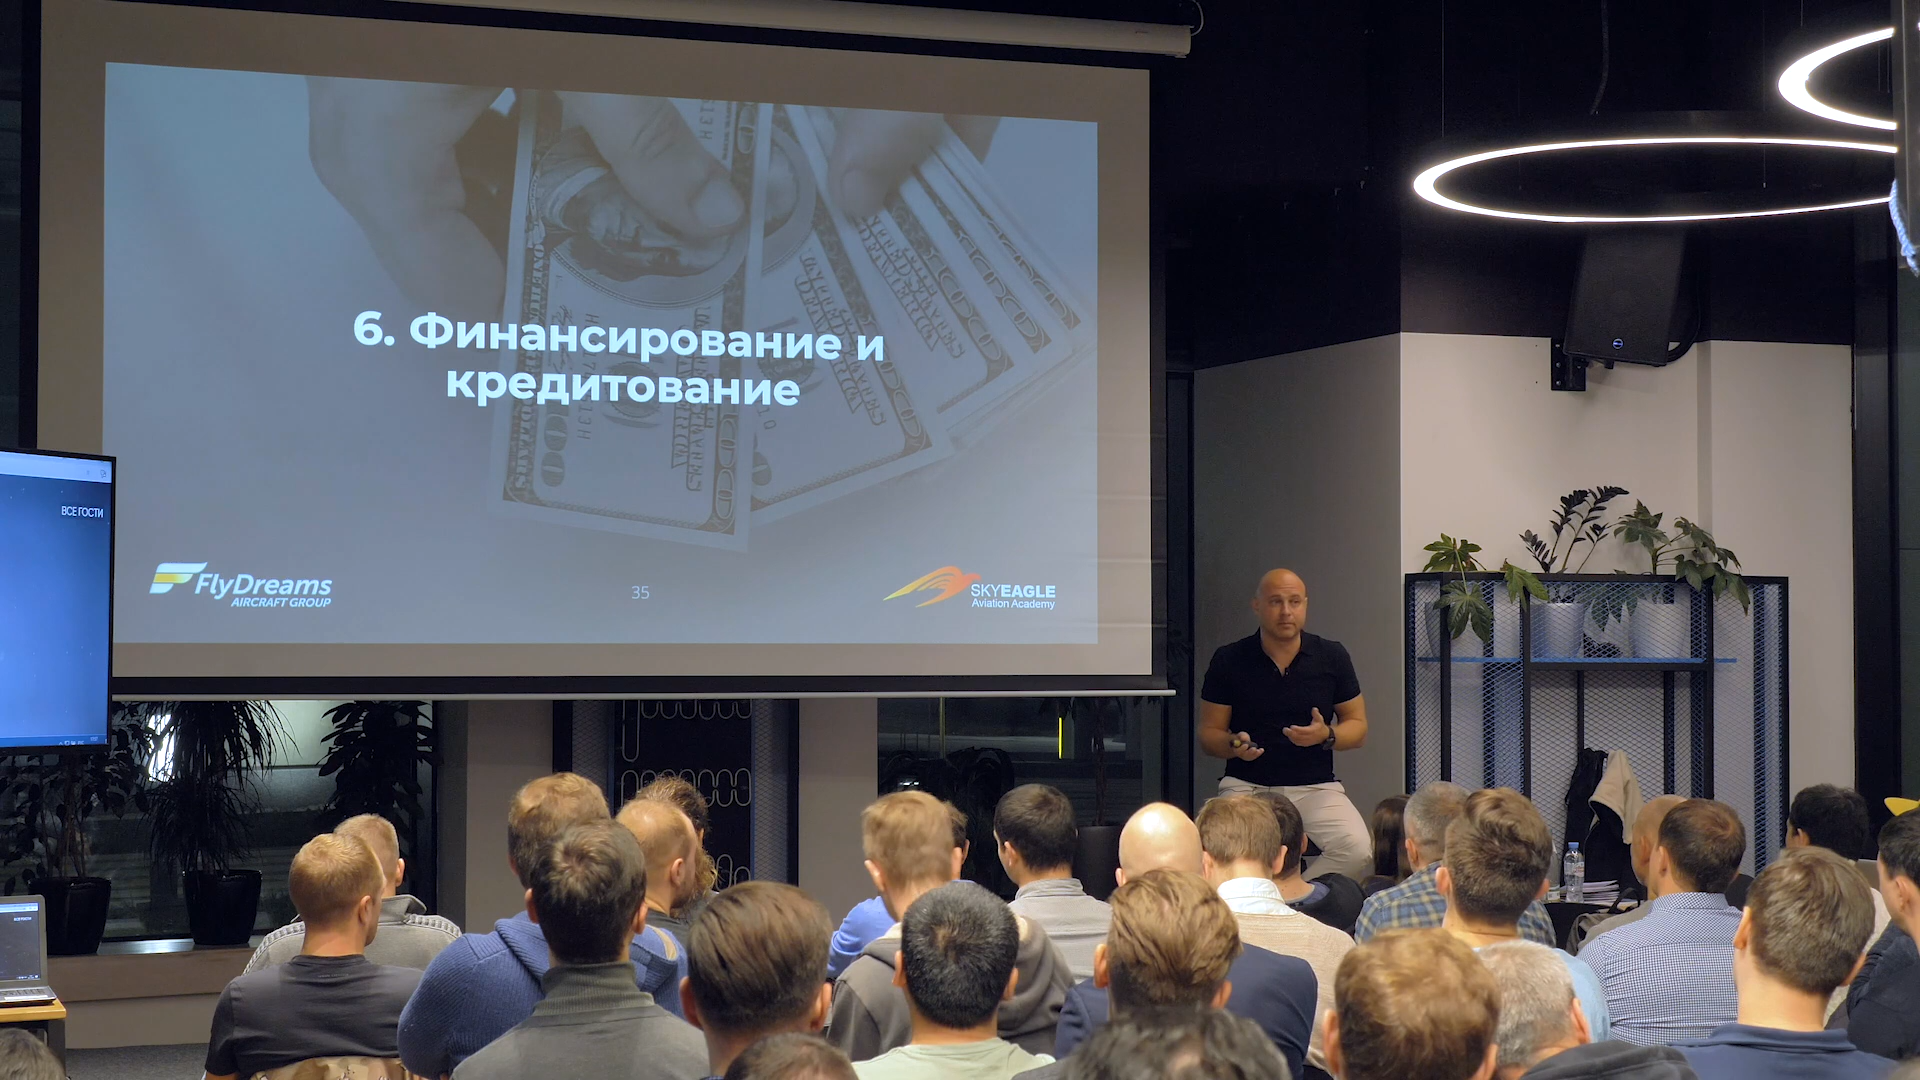 6. Финансирование и
кредитование
FlyDreams
AIRCRAFT GROUP
35
SKYEAGLE
Aviation Academy
ВСЕ ГОСТИ